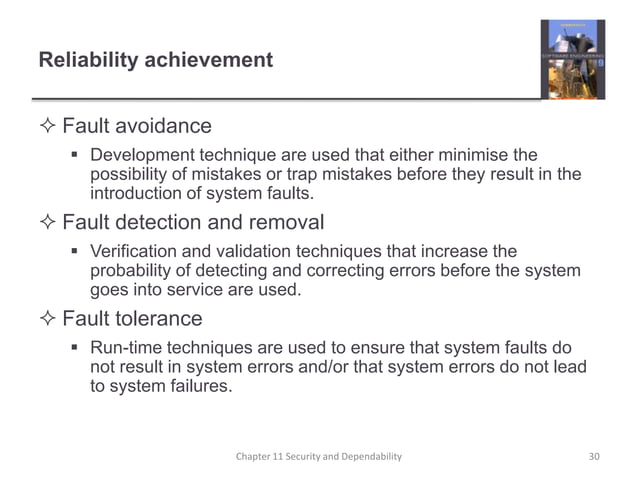 Reliability achievement
SOFTWARE ENGINEERING
9
✧ Fault avoidance
▪ Development technique are used that either minimise the
possibility of mistakes or trap mistakes before they result in the
introduction of system faults.
✧ Fault detection and removal
▪ Verification and validation techniques that increase the
probability of detecting and correcting errors before the system
goes into service are used.
✧ Fault tolerance
▪ Run-time techniques are used to ensure that system faults do
not result in system errors and/or that system errors do not lead
to system failures.
Chapter 11 Security and Dependability
30